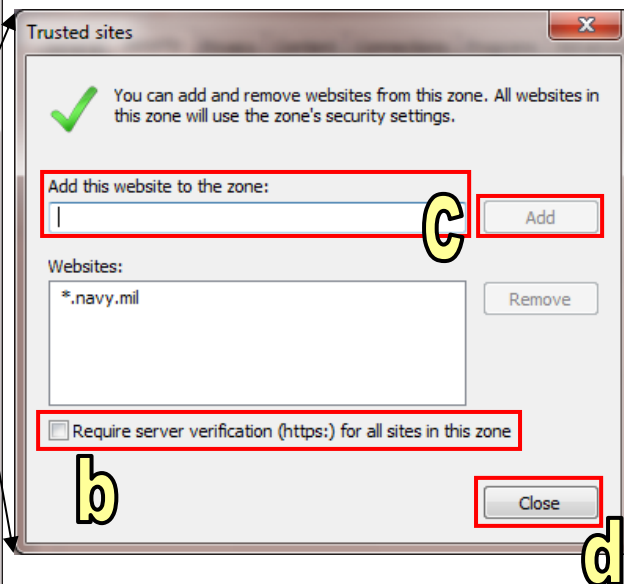 Trusted sites
You can add and remove websites from this zone. All websites in
this zone will use the zone's security settings.
Add this website to the zone:
c
Add
Websites:
*.navy.mil
Remove
Require server verification (https:) for all sites in this zone
b
Close
d